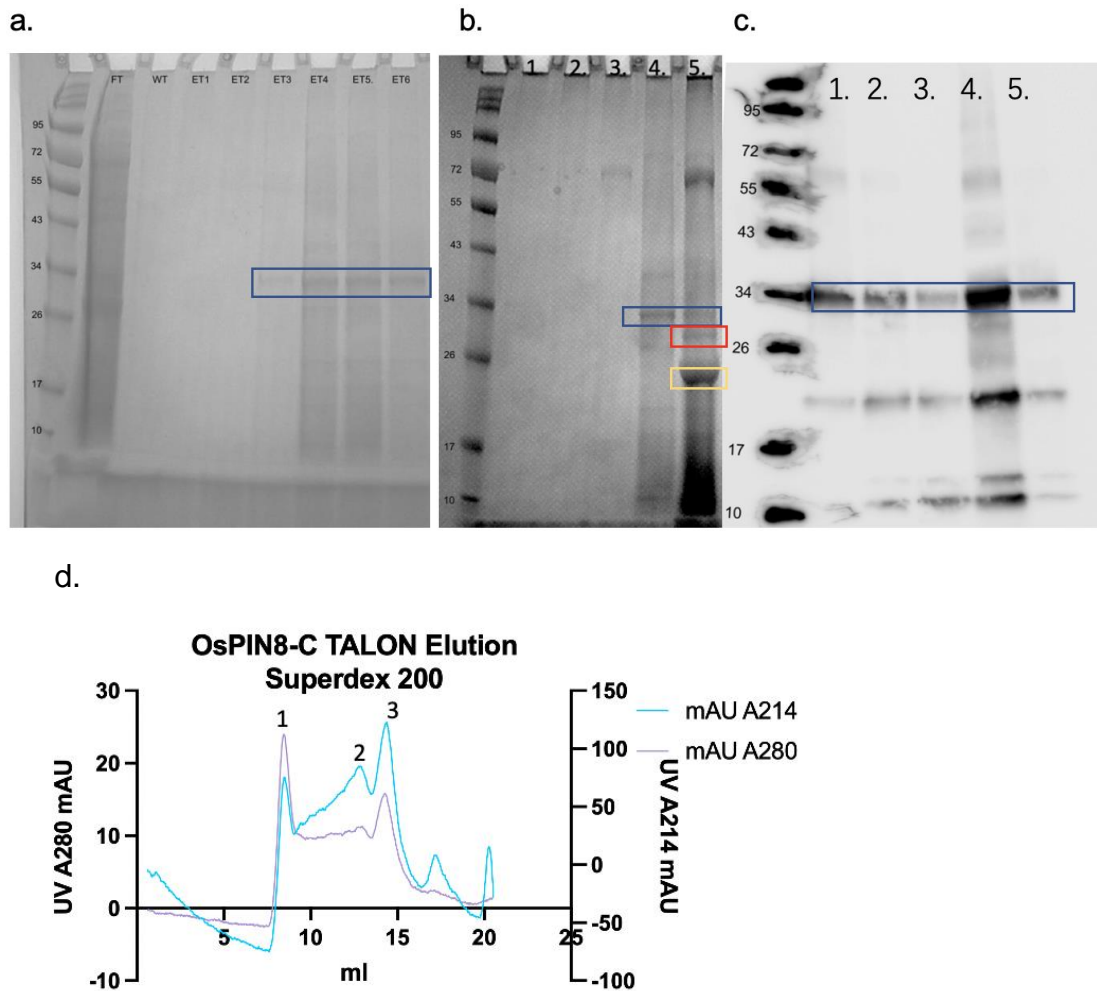 a.
FT WT ET1 ET2 ET3 ET4 ET5. ET6
95
72
55
43
34
26
17
10
b.
1 2. 3. 4. 5.
95
72
55
43
34
26
17
10
c.
1. 2. 3. 4. 5.
95
72
55
43
34
26
17
10
d.
OsPIN8-C TALON Elution
Superdex 200
UV A280 mAU
30
20
10
0
-10
1
2
3
5 10 15 20 25
ml
150
100
50
0
-50
-100
UV A214 mAU
mAU A214
mAU A280